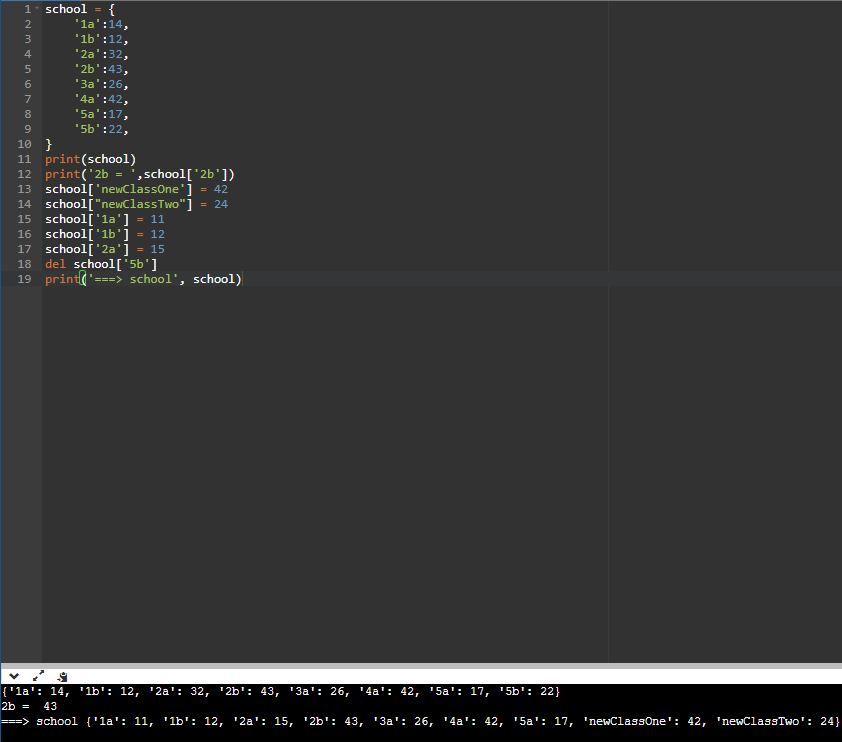 1 school = {
2 '1a':14,
3 '1b':12,
4 '2a':32,
5 '2b':43,
6 '3a':26,
7 '4a':42,
8 '5a':17,
9 '5b':22,
10 }
11 print(school)
12 print('2b = ',school['2b'])
13 school['newClassOne'] = 42
14 school["newClassTwo"] = 24
15 school['1a'] = 11
16 school['1b'] = 12
17 school['2a'] = 15
18 del school['5b']
19 print('===> school', school)
{'1a': 14, '1b': 12, '2a': 32, '2b': 43, '3a': 26, '4a': 42, '5a': 17, '5b': 22}
2b =  43
===> school {'1a': 11, '1b': 12, '2a': 15, '2b': 43, '3a': 26, '4a': 42, '5a': 17, 'newClassOne': 42, 'newClassTwo': 24}